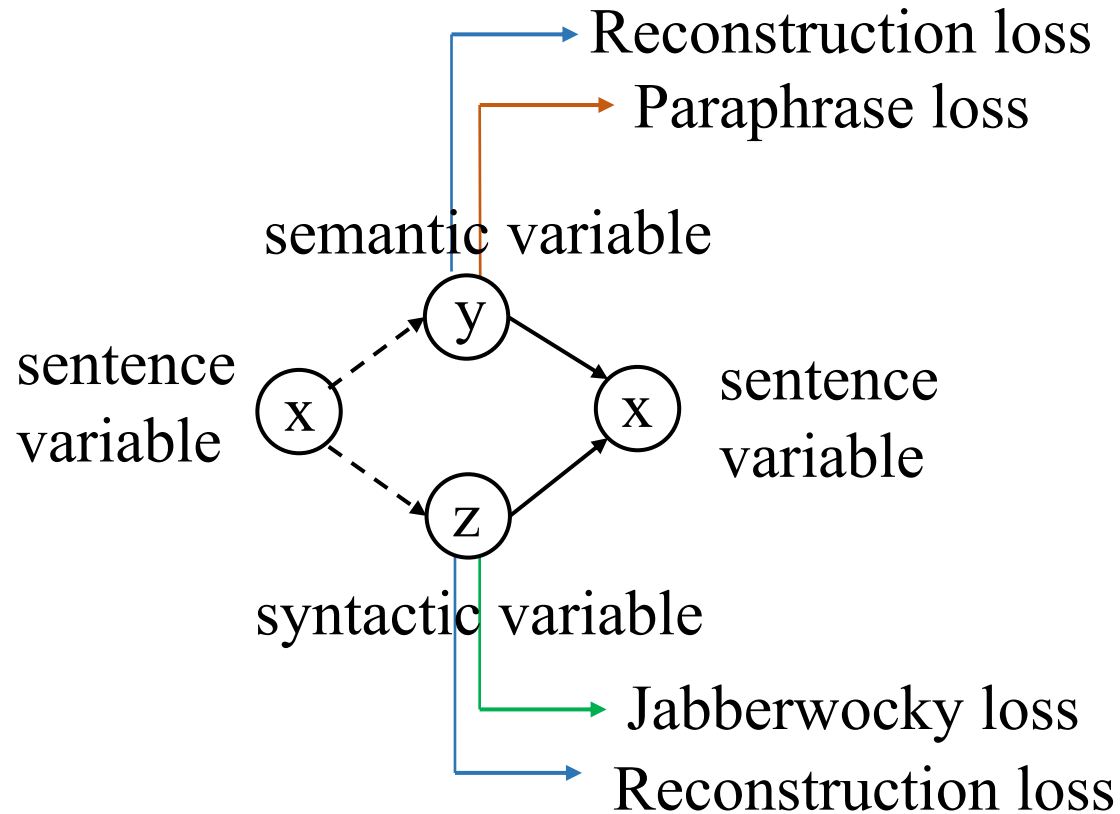 Reconstruction loss
Paraphrase loss
semantic variable
y
sentence
variable
x
x
sentence
variable
z
syntactic variable
Jabberwocky loss
Reconstruction loss